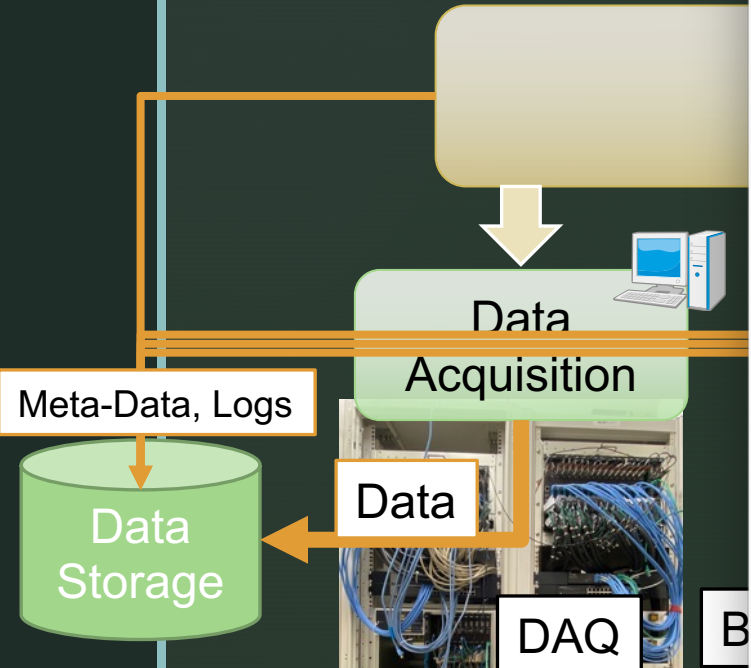 Data
Acquisition
Meta-Data, Logs
Data
Data
Storage
DAQ
B